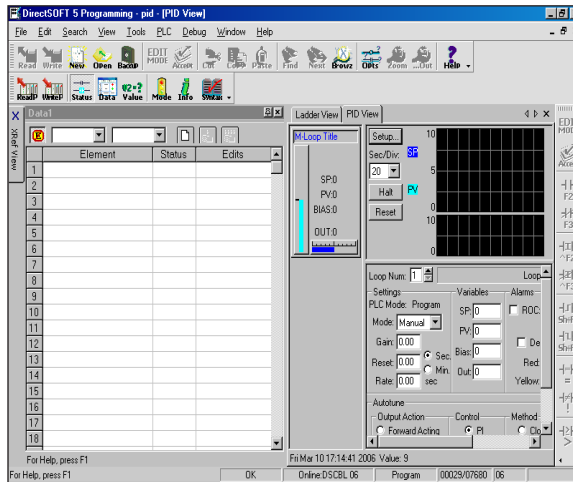 DirectSOFT 5 Programming - pid - [PID View]
File Edit Search View Tools PLC Debug Window Help
Read Write New Open Backup EDIT MODE Accept Cut Copy Paste Find Next Browz Opts Zoom ...Out Help
ReadP WriteP Status Data Value Mode Info Syntax
XRef View
Data1
Element Status Edits
1
2
3
4
5
6
7
8
9
10
11
12
13
14
15
16
17
18
For Help, press F1
Ladder View PID View
M-Loop Title
SP:0
PV:0
BIAS:0
OUT:0
Setup...
Sec/Div:
20
Halt
Reset
SP
PV
10
5
0
10
0
Loop Num: 1 Loop
Settings
PLC Mode: Program
Mode: Manual
Gain: 0.00
Reset: 0.00 Sec. Min.
Rate: 0.00 sec
Variables
SP: 0
PV: 0
Bias: 0
Out: 0
Alarms
ROC:
De
Red:
Yellow:
Autotune
Output Action Control Method
Forward Acting PI Clo
Fri Mar 10 17:14:41 2006 Value: 9
F2
F3
^F2
^F3
For Help, press F1 OK Online:DSCBL 06 Program 00029/07680 06